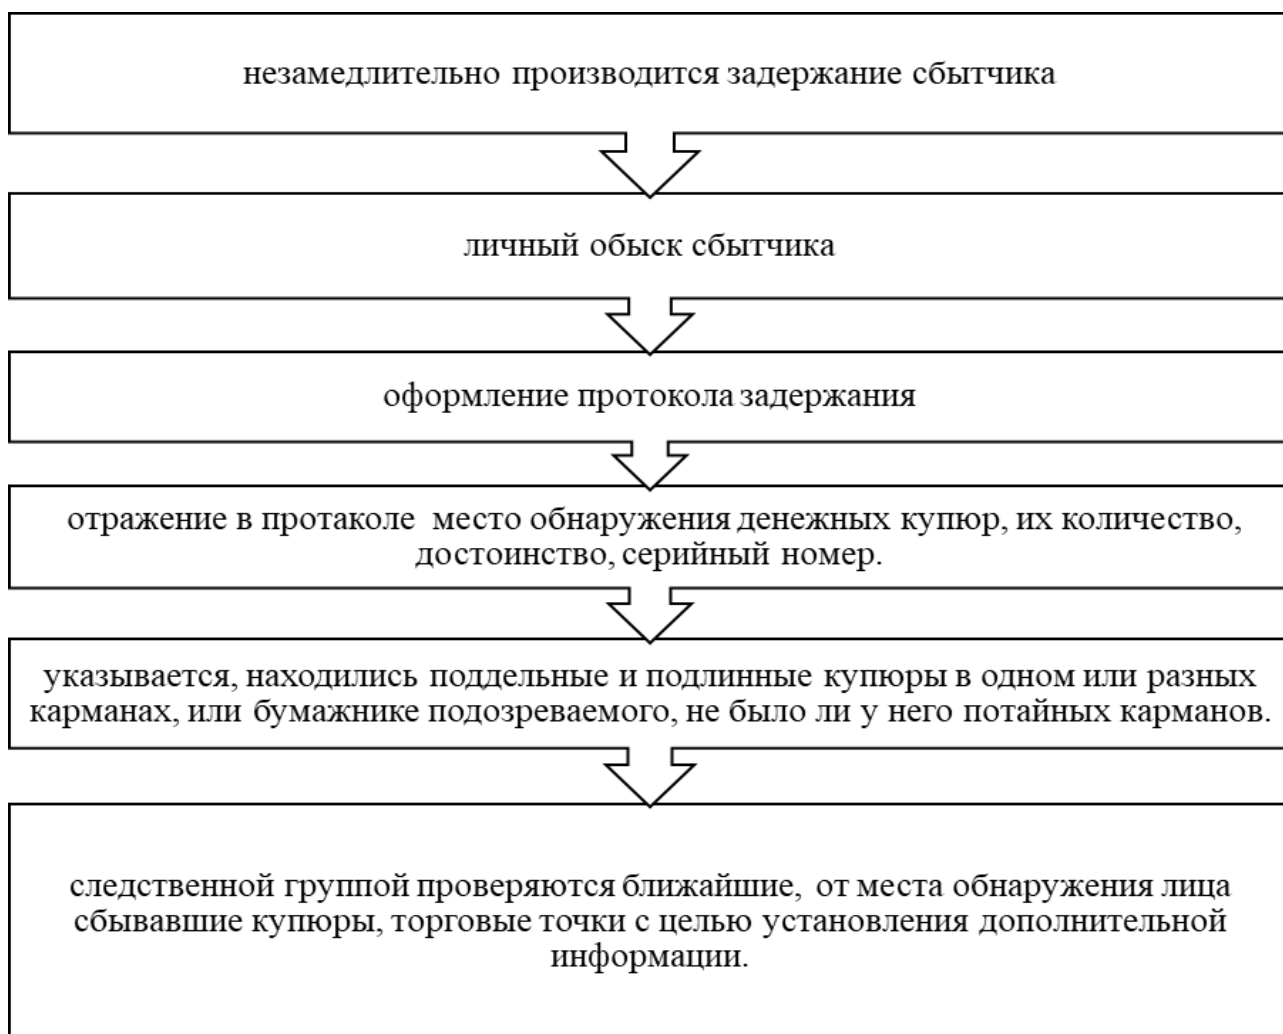 незамедлительно производится задержание сбытчика
личный обыск сбытчика
оформление протокола задержания
отражение в протаколе место обнаружения денежных купюр, их количество,
достоинство, серийный номер.
указывается, находились поддельные и подлинные купюры в одном или разных
карманах, или бумажнике подозреваемого, не было ли у него потайных карманов.
следственной группой проверяются ближайшие, от места обнаружения лица
сбывавшие купюры, торговые точки с целью установления дополнительной
информации.